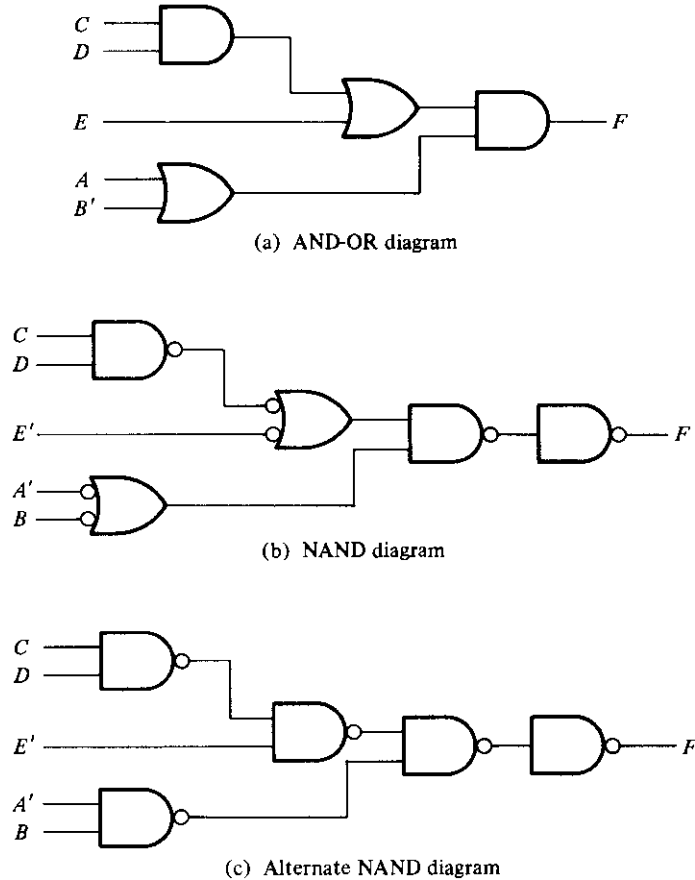 C
D
E
F
A
B'
(a) AND-OR diagram
C
D
E'
F
A'
B
(b) NAND diagram
C
D
E'
F
A'
B
(c) Alternate NAND diagram